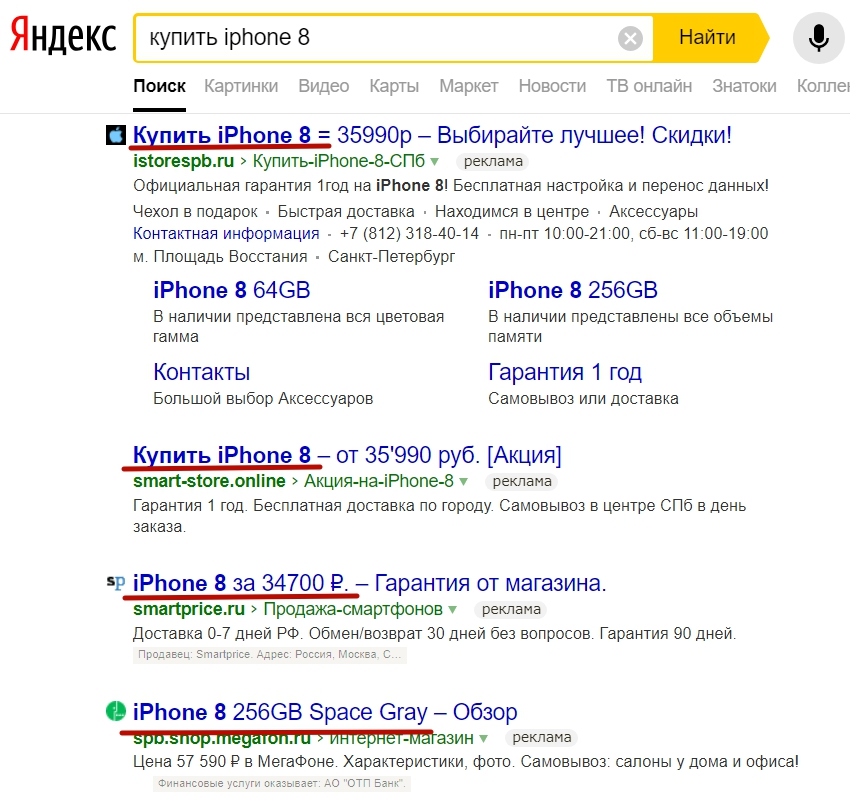 Яндекс
купить iphone 8
Найти
Поиск Картинки Видео Карты Маркет Новости ТВ онлайн Знатоки Коллек
Купить iPhone 8 = 35990р – Выбирайте лучшее! Скидки!
istorespb.ru › Купить-iPhone-8-СПб реклама
Официальная гарантия 1год на iPhone 8! Бесплатная настройка и перенос данных!
Чехол в подарок · Быстрая доставка · Находимся в центре · Аксессуары
Контактная информация · +7 (812) 318-40-14 · пн-пт 10:00-21:00, сб-вс 11:00-19:00
м. Площадь Восстания · Санкт-Петербург
iPhone 8 64GB
В наличии представлена вся цветовая
гамма
iPhone 8 256GB
В наличии представлены все объемы
памяти
Контакты
Большой выбор Аксессуаров
Гарантия 1 год
Самовывоз или доставка
Купить iPhone 8 – от 35'990 руб. [Акция]
smart-store.online › Акция-на-iPhone-8 реклама
Гарантия 1 год. Бесплатная доставка по городу. Самовывоз в центре СПб в день
заказа.
sp
iPhone 8 за 34700 ₽. – Гарантия от магазина.
smartprice.ru › Продажа-смартфонов реклама
Доставка 0-7 дней РФ. Обмен/возврат 30 дней без вопросов. Гарантия 90 дней.
Продавец: Smartprice. Адрес: Россия, Москва, С...
iPhone 8 256GB Space Gray – Обзор
spb.shop.megafon.ru › интернет-магазин реклама
Цена 57 590 ₽ в МегаФоне. Характеристики, фото. Самовывоз: салоны у дома и офиса!
Финансовые услуги оказывает: АО "ОТП Банк".